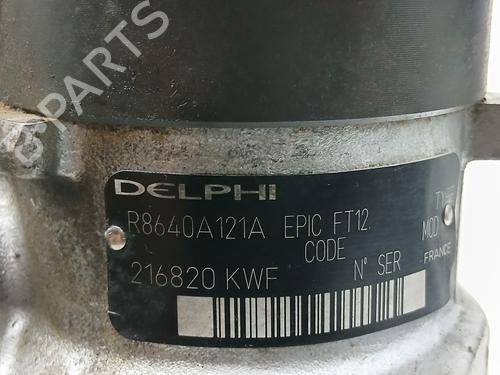 B-PARTS
DELPHI
R8640A121A EPIC FT12 TYPE
CODE MOD
216820 KWF N° SER FRANCE